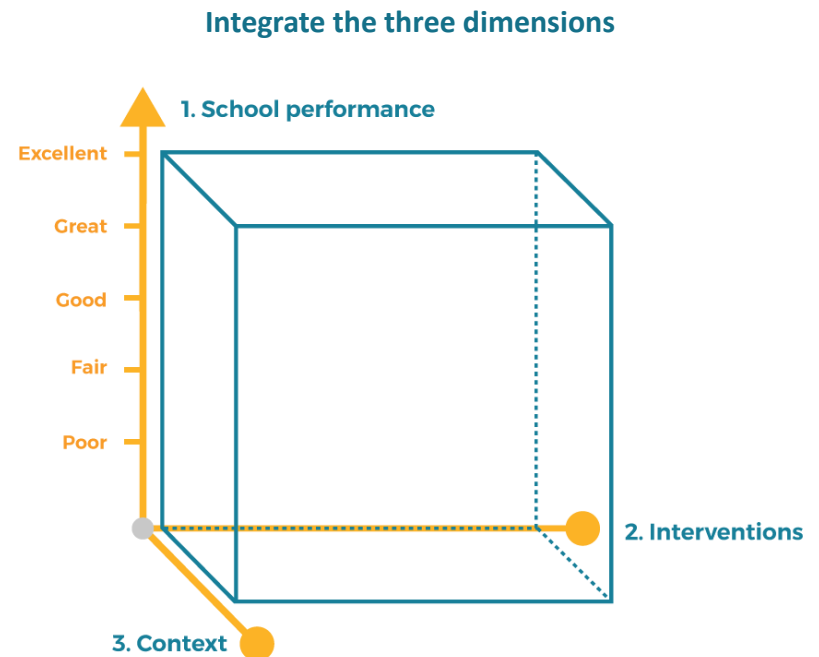 Integrate the three dimensions
1. School performance
Excellent
Great
Good
Fair
Poor
2. Interventions
3. Context